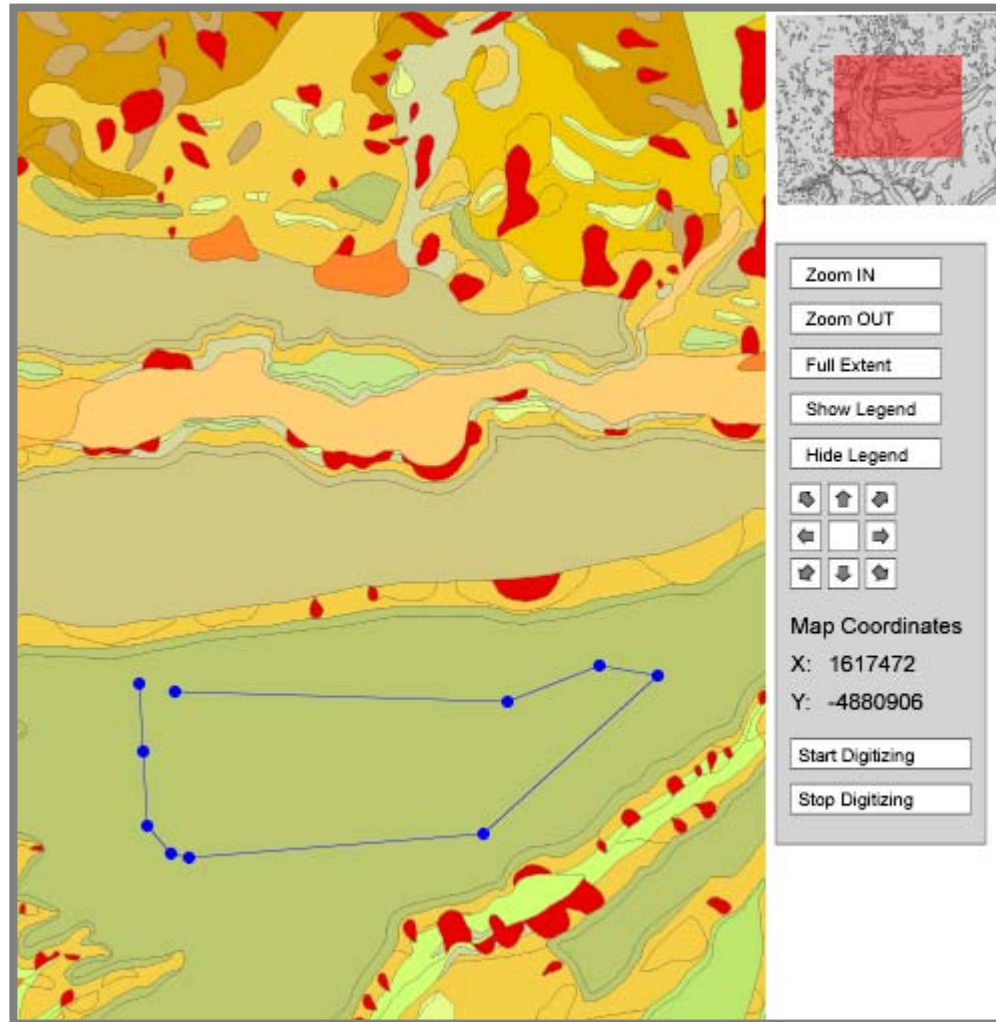 Zoom IN
Zoom OUT
Full Extent
Show Legend
Hide Legend
Map Coordinates
X: 1617472
Y: -4880906
Start Digitizing
Stop Digitizing